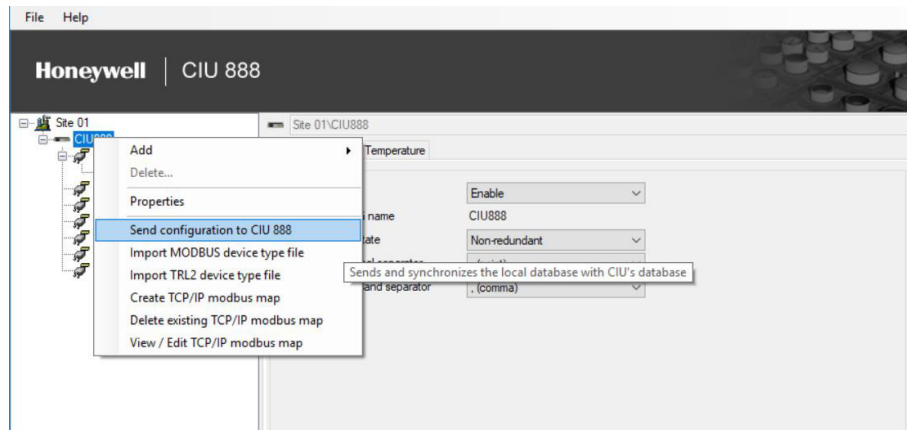 File Help
Honeywell CIU 888
Site 01
Site 01\CIU888
Add
Temperature
Delete...
Enable
Properties
name
CIU888
Send configuration to CIU 888
Non-redundant
Import MODBUS device type file
Sends and synchronizes the local database with CIU's database
Import TRL2 device type file
and separator
, (comma)
Create TCP/IP modbus map
Delete existing TCP/IP modbus map
View / Edit TCP/IP modbus map